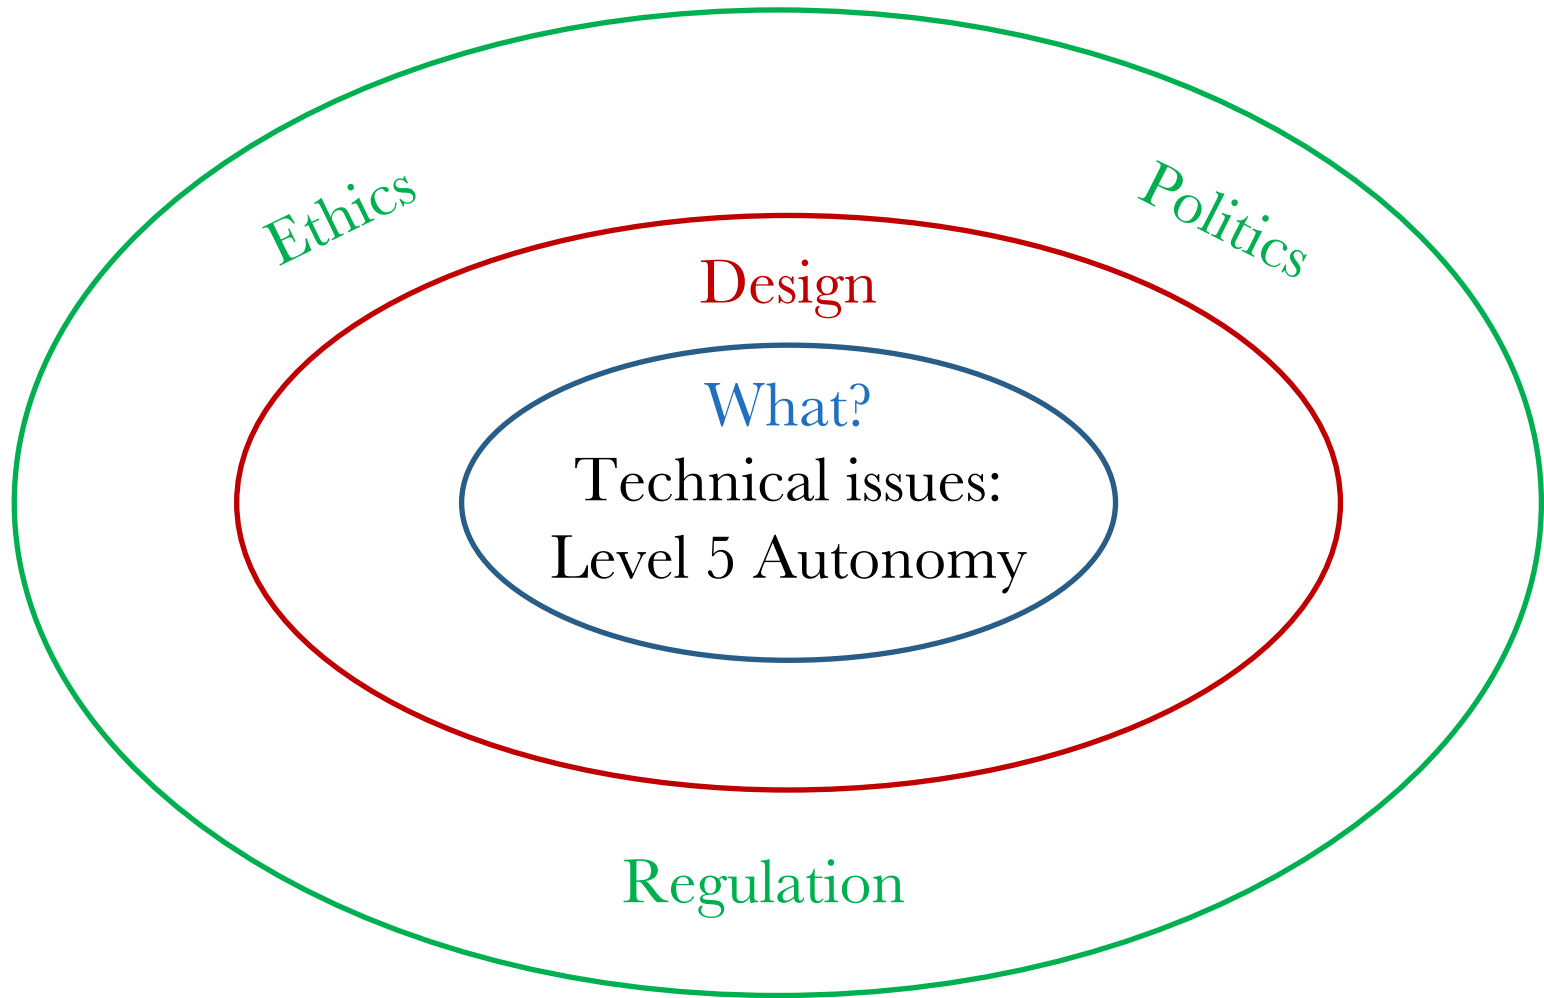 Ethics
Politics
Design
What?
Technical issues:
Level 5 Autonomy
Regulation